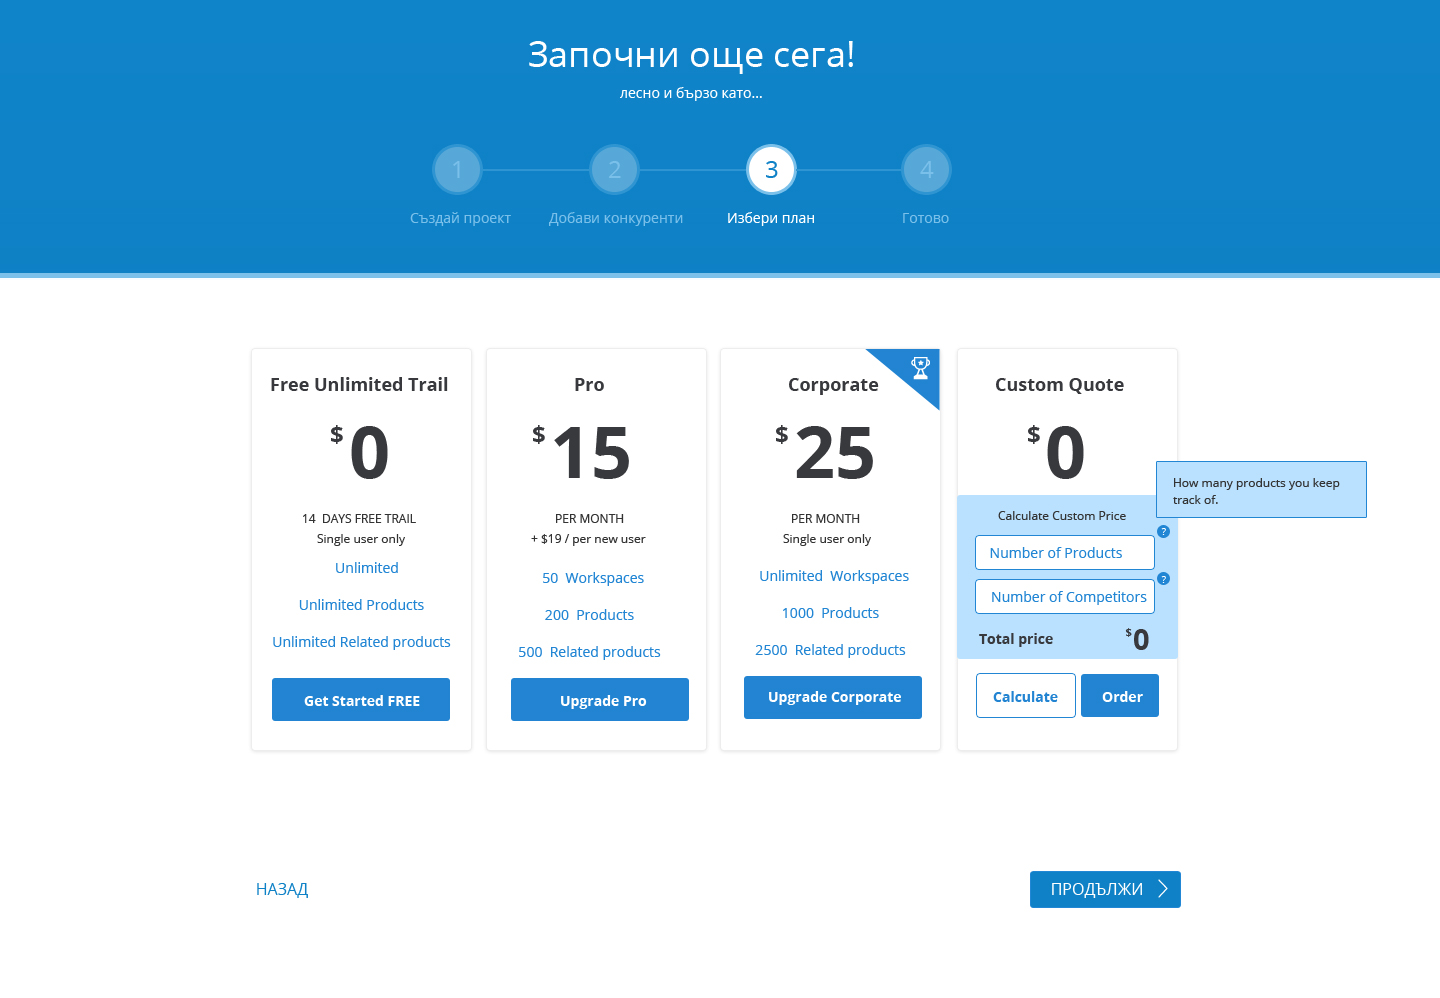 Започни още сега!
лесно и бързо като...
1
2
3
4
Създай проект
Добави конкуренти
Избери план
Готово
Free Unlimited Trail
$0
14 DAYS FREE TRAIL
Single user only
Unlimited
Unlimited Products
Unlimited Related products
Get Started FREE
Pro
$15
PER MONTH
+ $19 / per new user
50 Workspaces
200 Products
500 Related products
Upgrade Pro
Corporate
$25
PER MONTH
Single user only
Unlimited Workspaces
1000 Products
2500 Related products
Upgrade Corporate
Custom Quote
$0
How many products you keep
track of.
Calculate Custom Price
?
Number of Products
?
Number of Competitors
Total price $0
Calculate
Order
НАЗАД
ПРОДЪЛЖИ